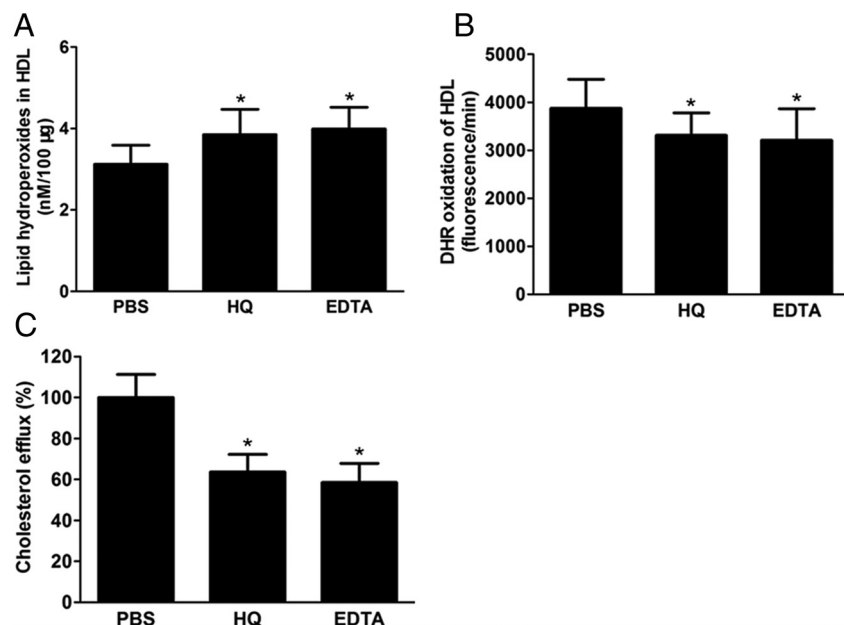 A
Lipid hydroperoxides in HDL
(nM/100 µg)
6
4
2
0
*
*
PBS HQ EDTA
B
DHR oxidation of HDL
(fluorescence/min)
5000
4000
3000
2000
1000
0
*
*
PBS HQ EDTA
C
Cholesterol efflux (%)
120
100
80
60
40
20
0
*
*
PBS HQ EDTA